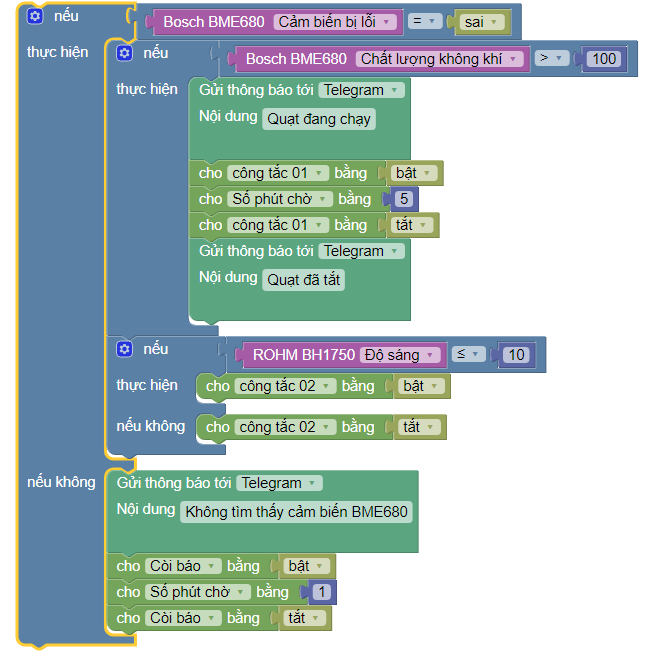 nếu Bosch BME680 Cảm biến bị lỗi = sai
thực hiện nếu Bosch BME680 Chất lượng không khí > 100
thực hiện Gửi thông báo tới Telegram
Nội dung Quạt đang chạy
cho công tắc 01 bằng bật
cho Số phút chờ bằng 5
cho công tắc 01 bằng tắt
Gửi thông báo tới Telegram
Nội dung Quạt đã tắt
nếu ROHM BH1750 Độ sáng ≤ 10
thực hiện cho công tắc 02 bằng bật
nếu không cho công tắc 02 bằng tắt
nếu không Gửi thông báo tới Telegram
Nội dung Không tìm thấy cảm biến BME680
cho Còi báo bằng bật
cho Số phút chờ bằng 1
cho Còi báo bằng tắt